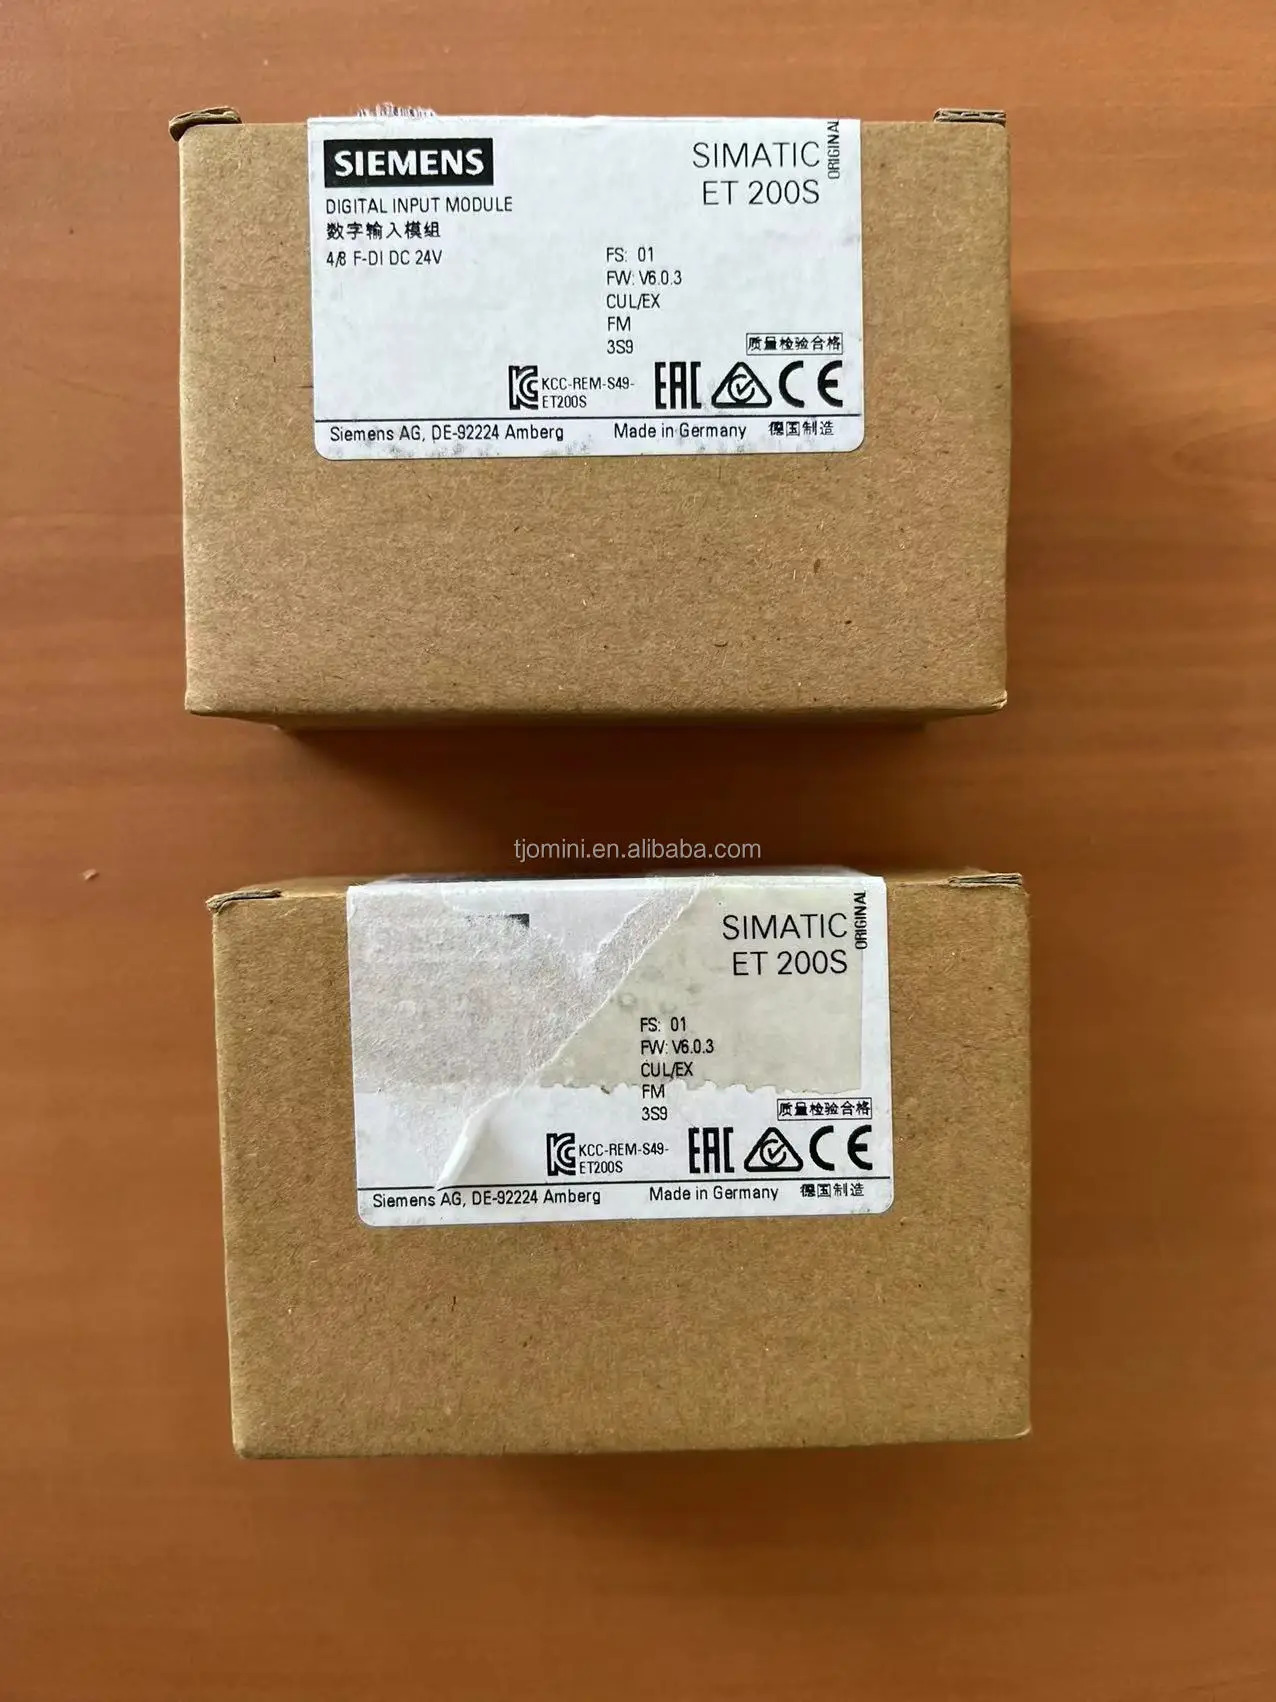 SIEMENS
SIMATIC
ET 200S
ORIGINAL
DIGITAL INPUT MODULE
数字输入模组
4/8 F-DI DC 24V
FS: 01
FW: V6.0.3
CUL/EX
FM
3S9
质量检验合格
KCC-REM-S49-
ET200S
EAC
CE
Siemens AG, DE-92224 Amberg
Made in Germany 德国制造
tjomini.en.alibaba.com
SIMATIC
ET 200S
ORIGINAL
FS: 01
FW: V6.0.3
CUL/EX
FM
3S9
质量检验合格
KCC-REM-S49-
ET200S
EAC
CE
Siemens AG, DE-92224 Amberg
Made in Germany 德国制造